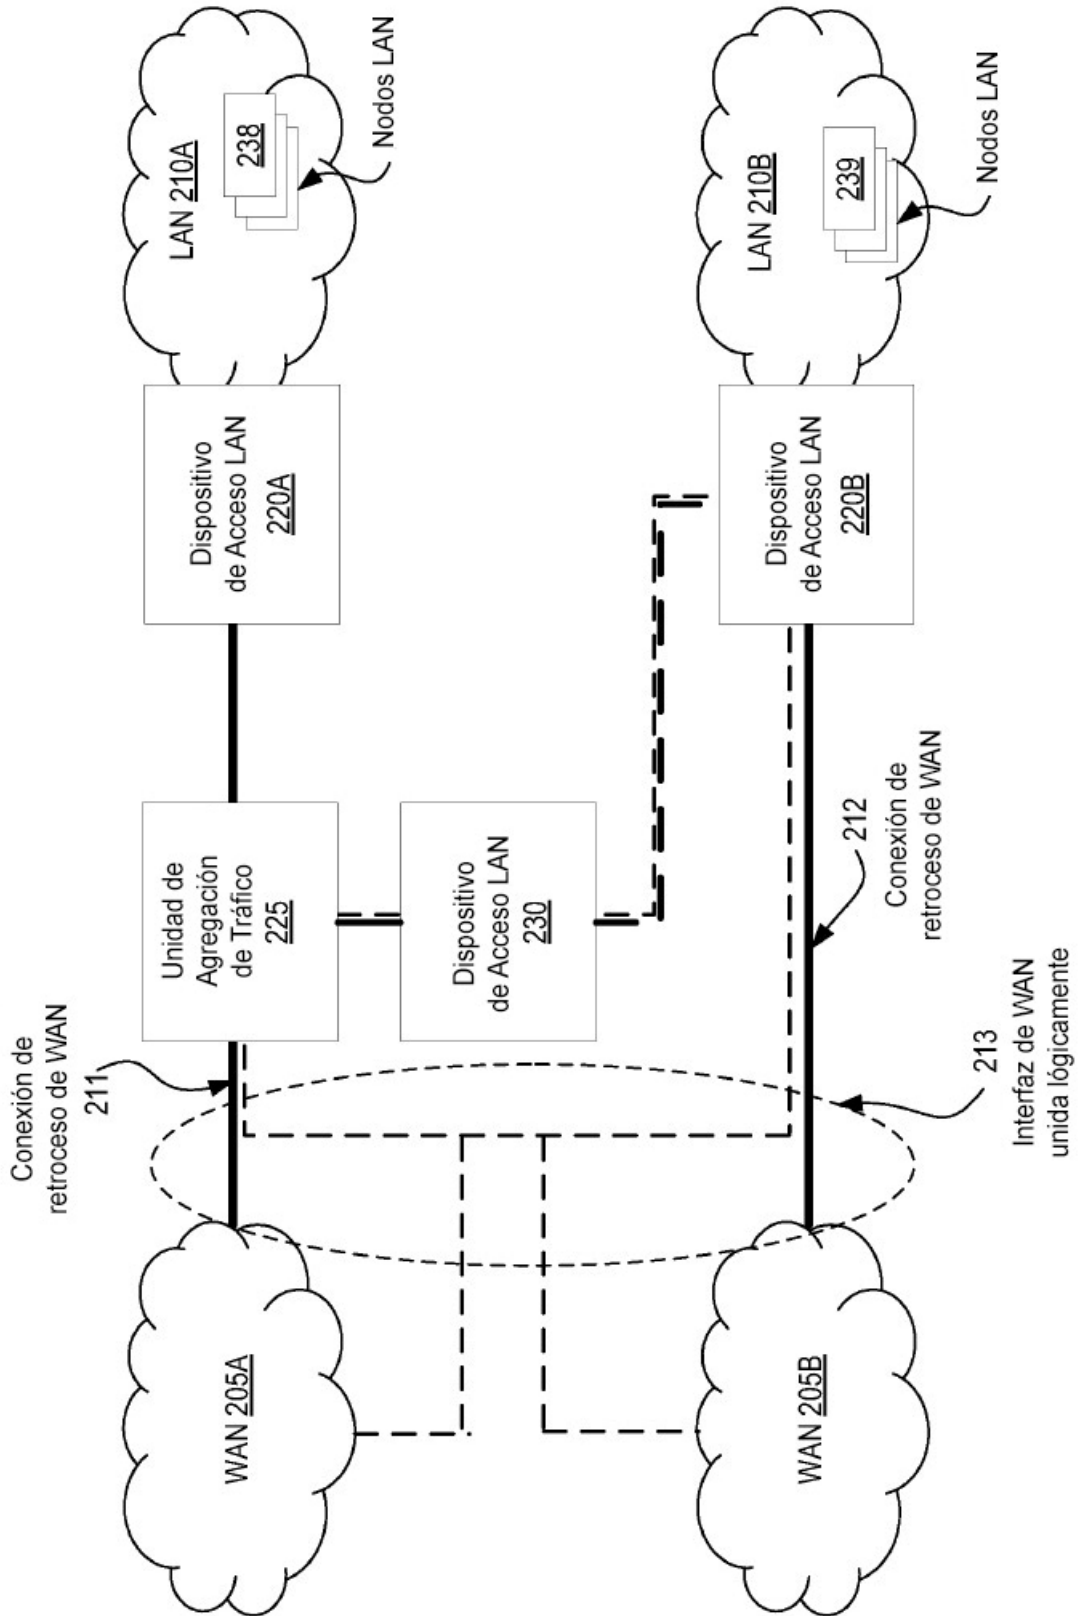 Conexión de
retroceso de WAN
211
WAN 205A
Unidad de
Agregación
de Tráfico
225
Dispositivo
de Acceso LAN
220A
LAN 210A
238
Nodos LAN
Dispositivo
de Acceso LAN
230
WAN 205B
Dispositivo
de Acceso LAN
220B
LAN 210B
239
Nodos LAN
212
Conexión de
retroceso de WAN
213
Interfaz de WAN
unida lógicamente